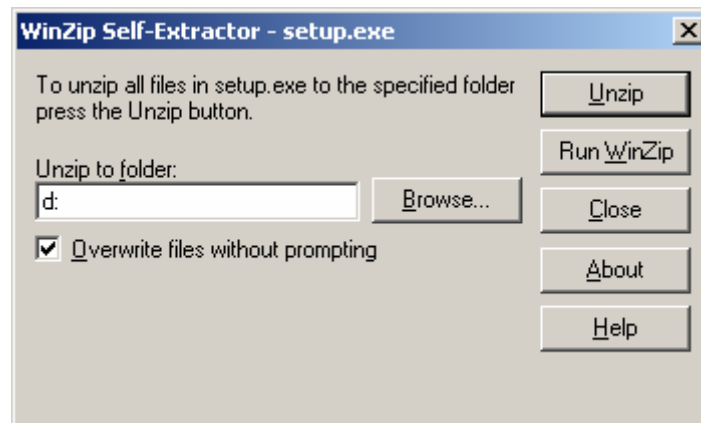 WinZip Self-Extractor - setup.exe
To unzip all files in setup.exe to the specified folder
press the Unzip button.
Unzip to folder:
d:
Browse...
Overwrite files without prompting
Unzip
Run WinZip
Close
About
Help